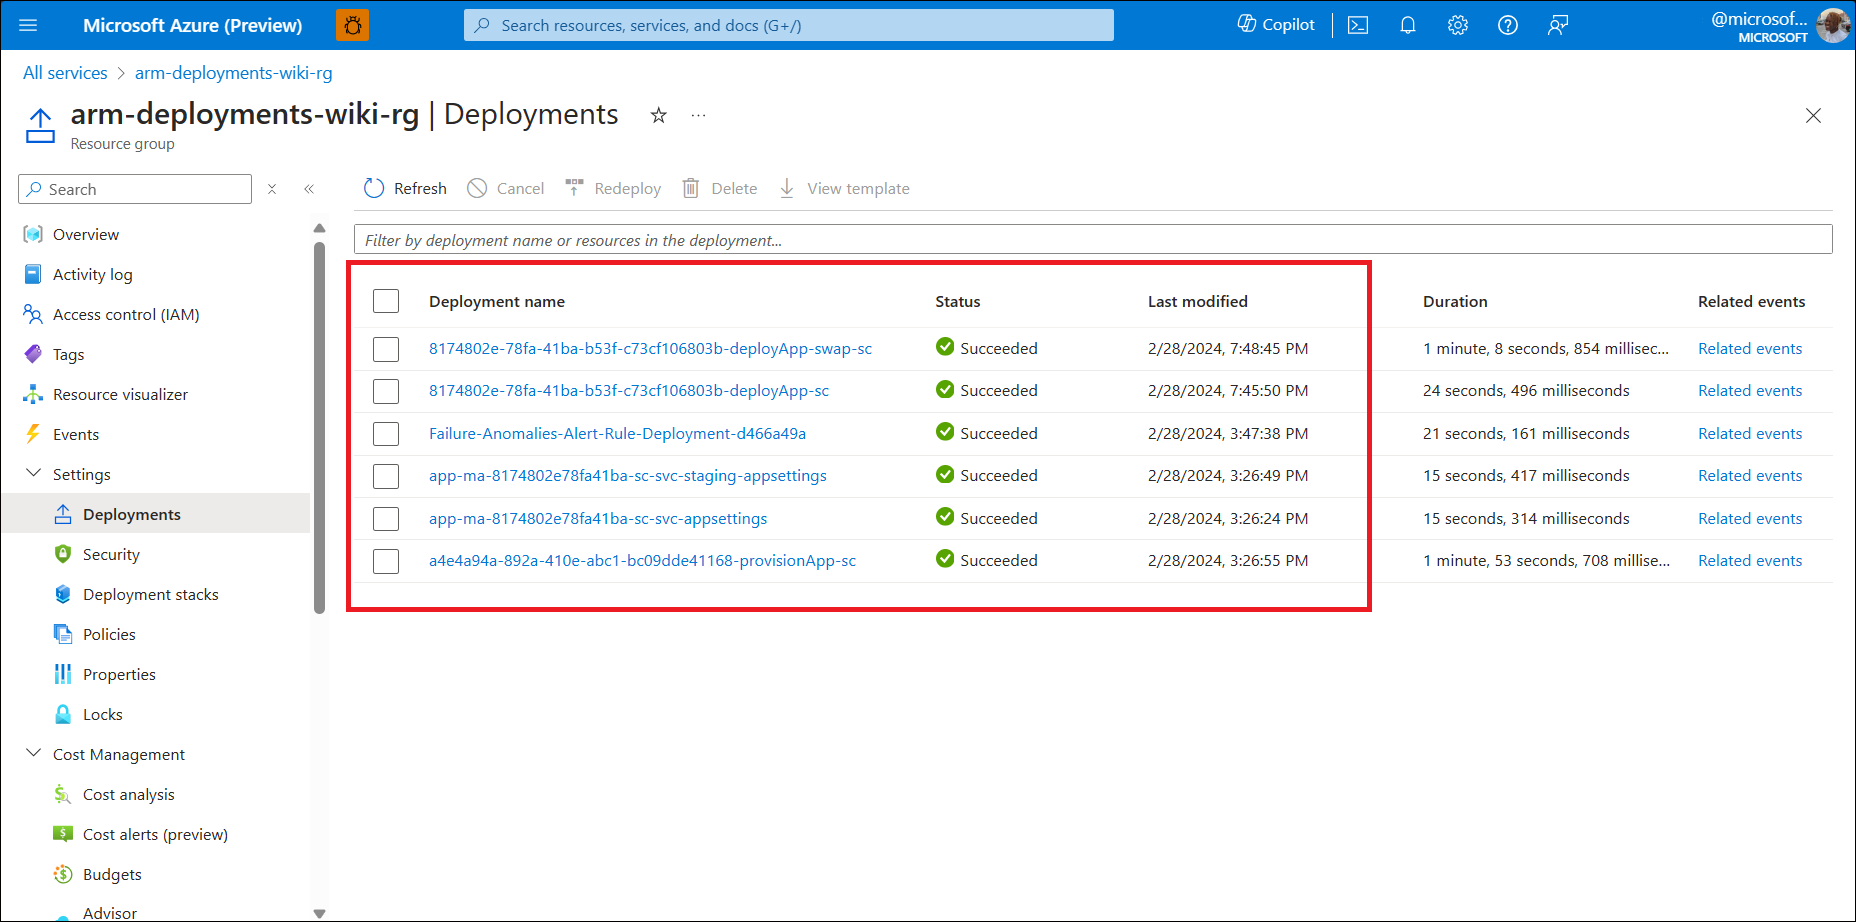 Microsoft Azure (Preview)
Search resources, services, and docs (G+/)
Copilot
@microsof...
MICROSOFT
All services > arm-deployments-wiki-rg
arm-deployments-wiki-rg | Deployments
Resource group
Search
Refresh
Cancel
Redeploy
Delete
View template
Filter by deployment name or resources in the deployment...
Overview
Activity log
Access control (IAM)
Tags
Resource visualizer
Events
Settings
Deployments
Security
Deployment stacks
Policies
Properties
Locks
Cost Management
Cost analysis
Cost alerts (preview)
Budgets
Advisor
Deployment name Status Last modified Duration Related events
8174802e-78fa-41ba-b53f-c73cf106803b-deployApp-swap-sc Succeeded 2/28/2024, 7:48:45 PM 1 minute, 8 seconds, 854 millisec... Related events
8174802e-78fa-41ba-b53f-c73cf106803b-deployApp-sc Succeeded 2/28/2024, 7:45:50 PM 24 seconds, 496 milliseconds Related events
Failure-Anomalies-Alert-Rule-Deployment-d466a49a Succeeded 2/28/2024, 3:47:38 PM 21 seconds, 161 milliseconds Related events
app-ma-8174802e78fa41ba-sc-svc-staging-appsettings Succeeded 2/28/2024, 3:26:49 PM 15 seconds, 417 milliseconds Related events
app-ma-8174802e78fa41ba-sc-svc-appsettings Succeeded 2/28/2024, 3:26:24 PM 15 seconds, 314 milliseconds Related events
a4e4a94a-892a-410e-abc1-bc09dde41168-provisionApp-sc Succeeded 2/28/2024, 3:26:55 PM 1 minute, 53 seconds, 708 millise... Related events